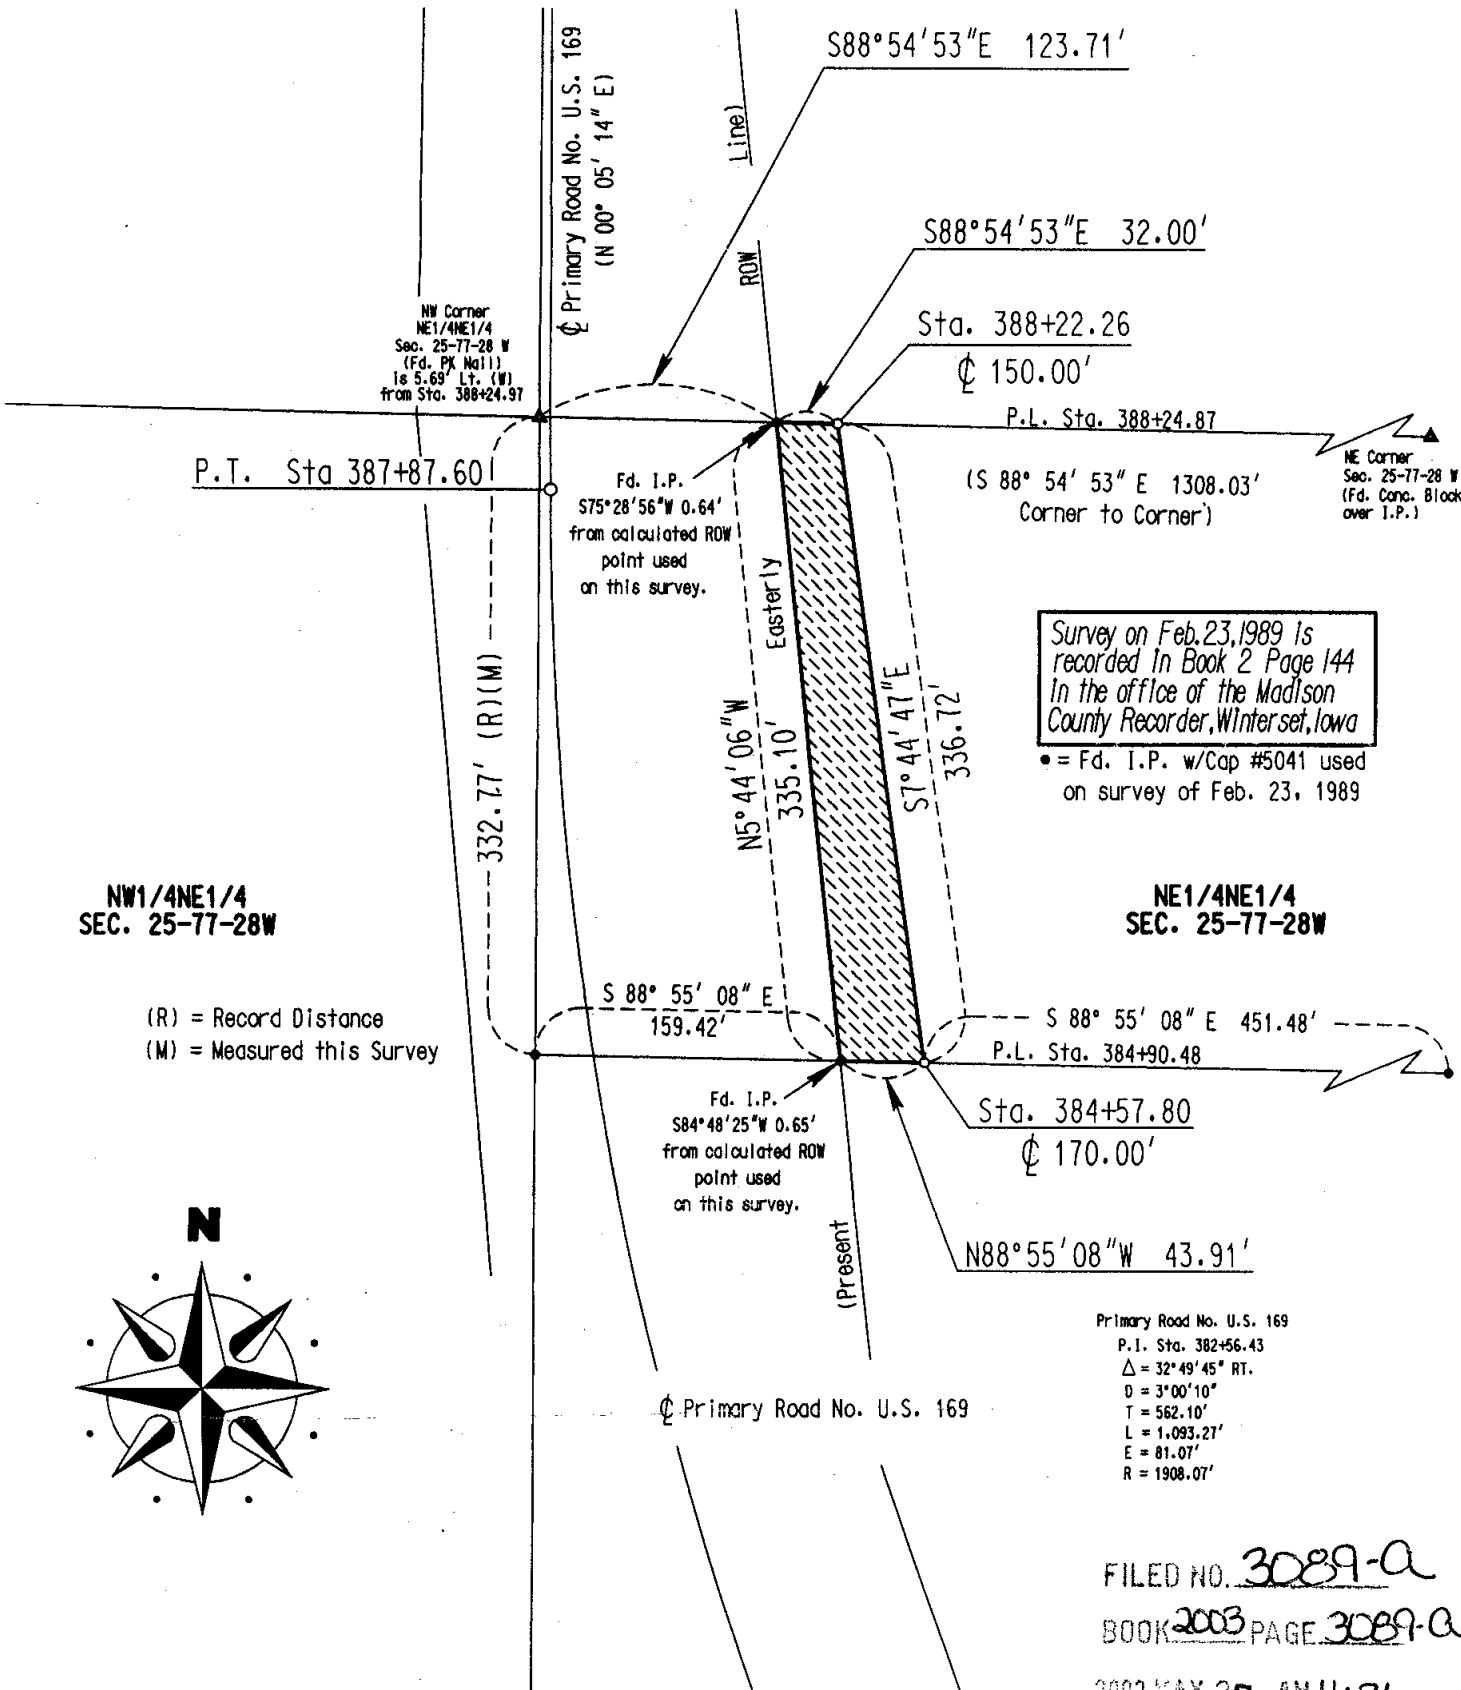 S88°54'53"E 123.71'
℄ Primary Road No. U.S. 169
(N 00° 05' 14" E)
Line)
S88°54'53"E 32.00'
ROW
NW Corner
NE1/4NE1/4
Sec. 25-77-28 W
(Fd. PK Nail)
is 5.69' Lt. (W)
from Sta. 388+24.97
Sta. 388+22.26
℄ 150.00'
P.L. Sta. 388+24.87
P.T. Sta 387+87.60
Fd. I.P.
S75°28'56"W 0.64'
from calculated ROW
point used
on this survey.
(S 88° 54' 53" E 1308.03'
Corner to Corner)
NE Corner
Sec. 25-77-28 W
(Fd. Conc. Block
over I.P.)
Easterly
332.77' (R)(M)
N5°44'06"W
335.10'
S7°44'47"E
336.72'
Survey on Feb.23,1989 is
recorded in Book 2 Page 144
in the office of the Madison
County Recorder,Winterset,Iowa
• = Fd. I.P. w/Cap #5041 used
on survey of Feb. 23, 1989
NW1/4NE1/4
SEC. 25-77-28W
NE1/4NE1/4
SEC. 25-77-28W
(R) = Record Distance
(M) = Measured this Survey
S 88° 55' 08" E
159.42'
S 88° 55' 08" E 451.48'
P.L. Sta. 384+90.48
Fd. I.P.
S84°48'25"W 0.65'
from calculated ROW
point used
on this survey.
Sta. 384+57.80
℄ 170.00'
(Present
N88°55'08"W 43.91'
N
Primary Road No. U.S. 169
P.I. Sta. 382+56.43
Δ = 32°49'45" RT.
D = 3°00'10"
T = 562.10'
L = 1,093.27'
E = 81.07'
R = 1908.07'
℄ Primary Road No. U.S. 169
FILED NO. 3089-a
BOOK 2003 PAGE 3089-a